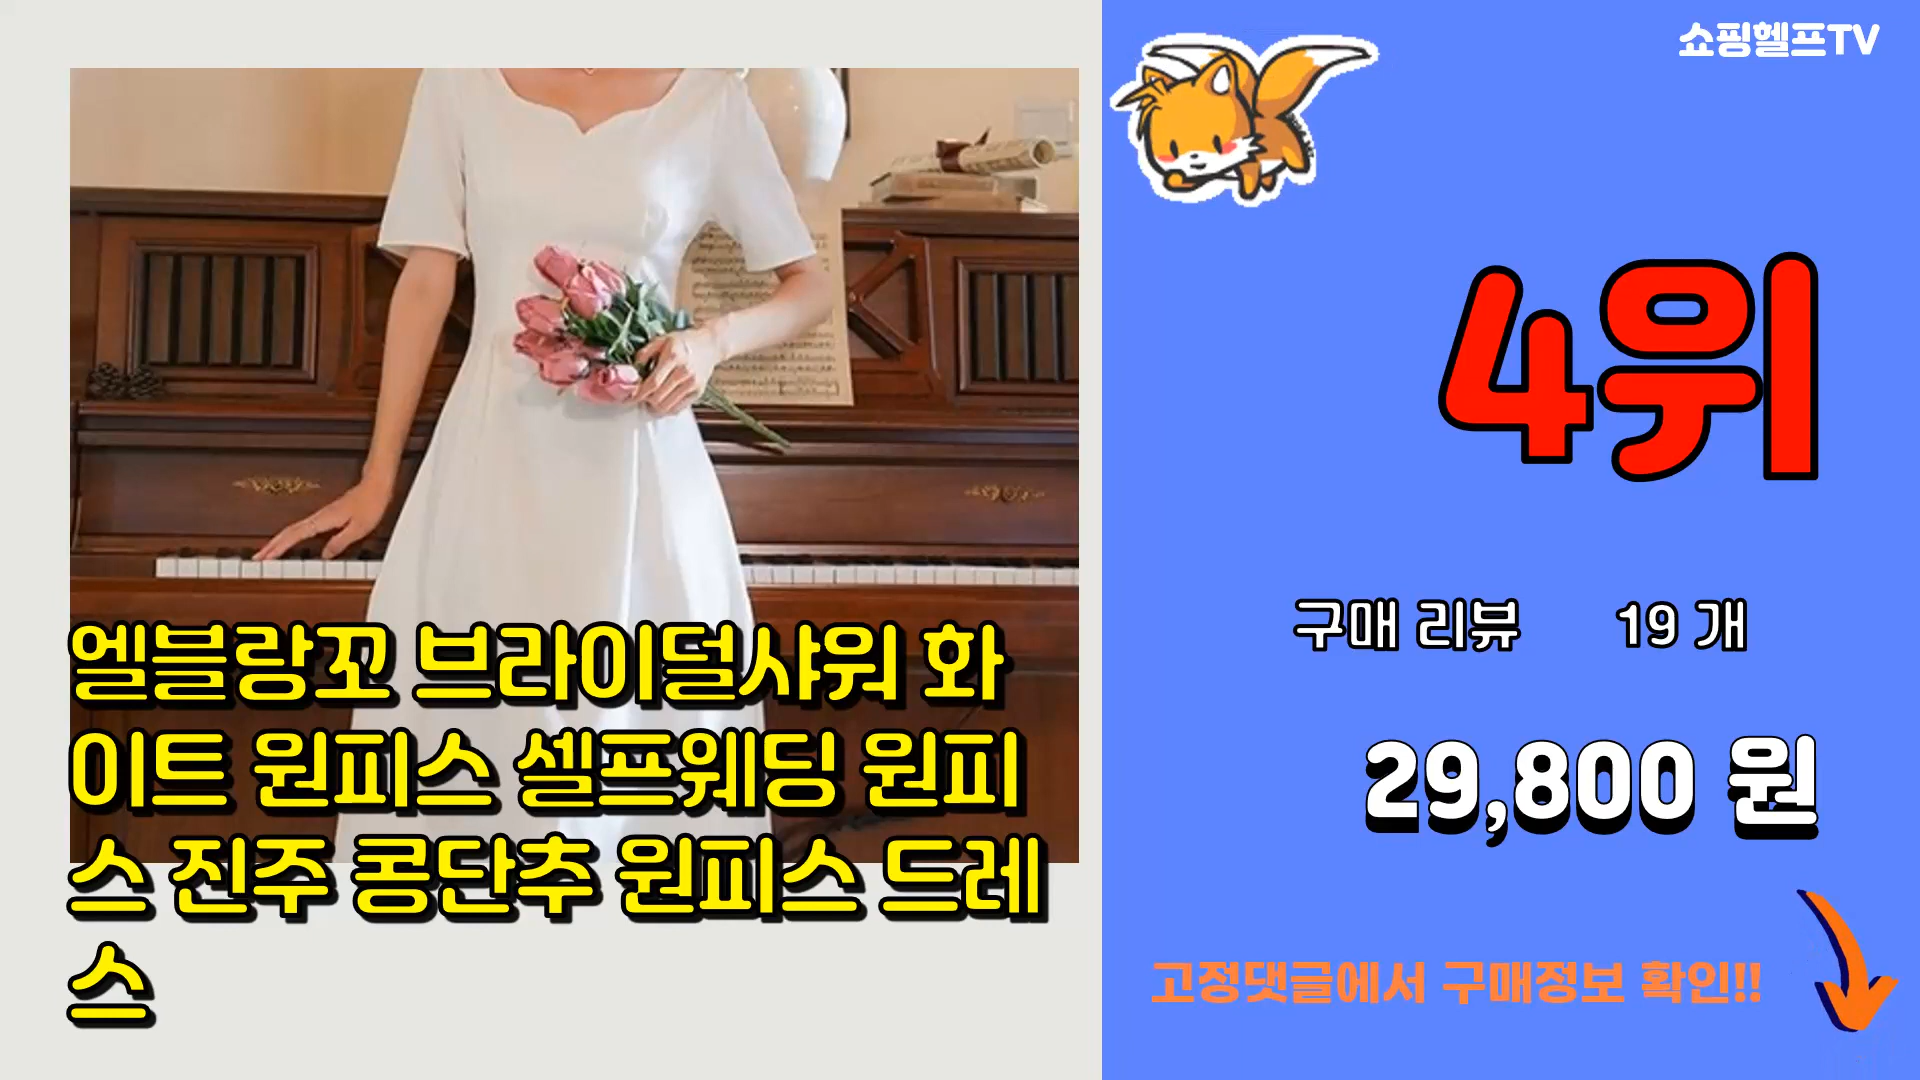 쇼핑헬프TV
4위
구매 리뷰 19 개
29,800 원
엘블랑꼬 브라이덜샤워 화
이트 원피스 셀프웨딩 원피
스 진주 콩단추 원피스 드레
스
고정댓글에서 구매정보 확인!!